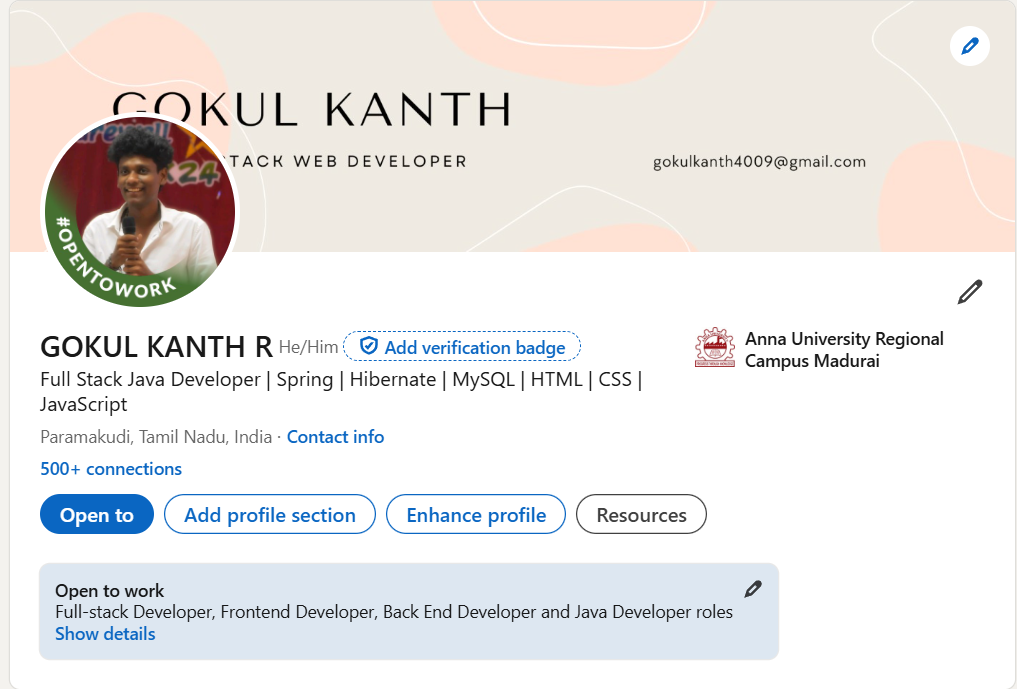 GOKUL KANTH
TACK WEB DEVELOPER
gokulkanth4009@gmail.com
arewell
K24
#OPENTOWORK
GOKUL KANTH R He/Him Add verification badge
Anna University Regional
Campus Madurai
Full Stack Java Developer | Spring | Hibernate | MySQL | HTML | CSS |
JavaScript
Paramakudi, Tamil Nadu, India · Contact info
500+ connections
Open to Add profile section Enhance profile Resources
Open to work
Full-stack Developer, Frontend Developer, Back End Developer and Java Developer roles
Show details